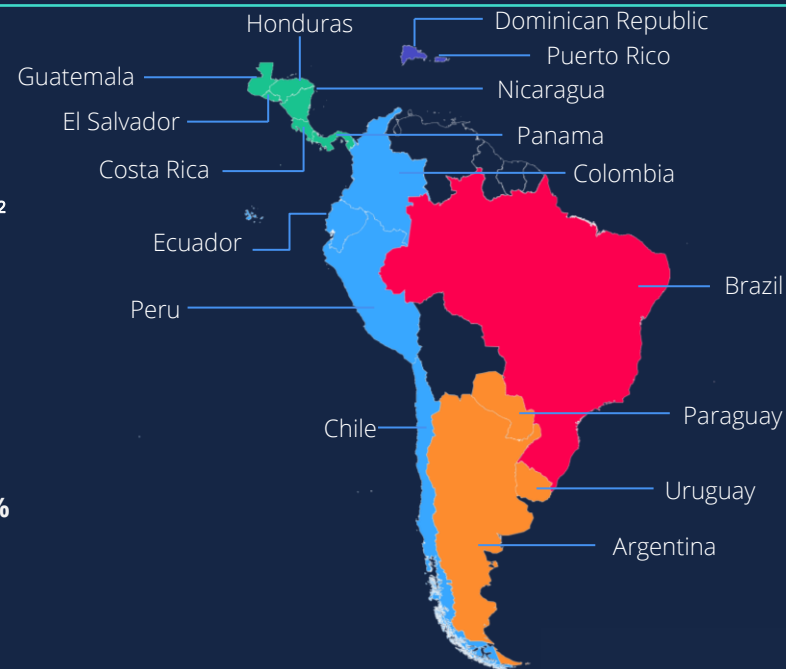 Honduras
Dominican Republic
Puerto Rico
Guatemala
Nicaragua
El Salvador
Panama
Costa Rica
Colombia
2
Ecuador
Brazil
Peru
Paraguay
Chile
Uruguay
%
Argentina